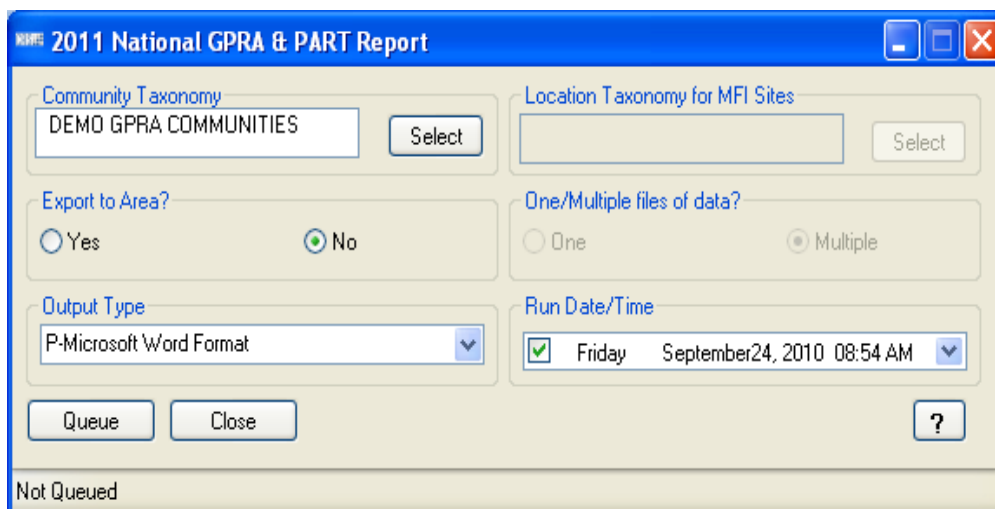 2011 National GPRA & PART Report
Community Taxonomy
DEMO GPRA COMMUNITIES
Select
Location Taxonomy for MFI Sites
Select
Export to Area?
Yes
No
One/Multiple files of data?
One
Multiple
Output Type
P-Microsoft Word Format
Run Date/Time
Friday September24, 2010 08:54 AM
Queue
Close
?
Not Queued